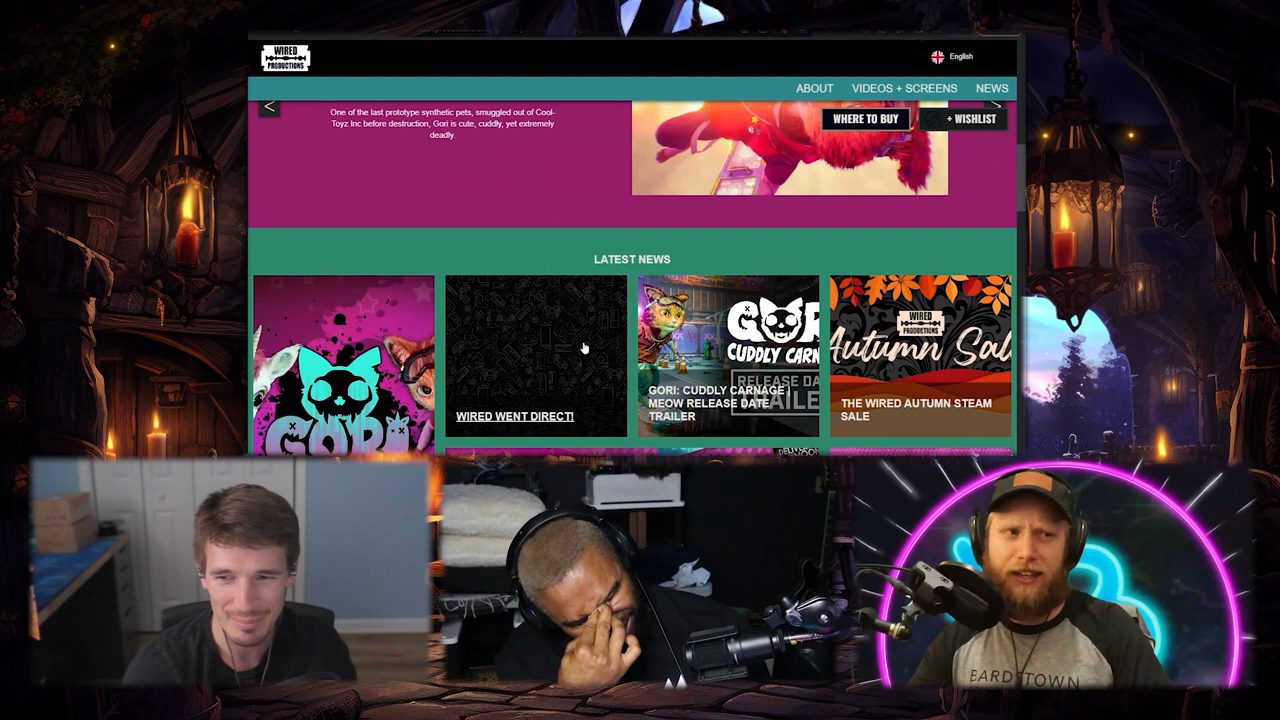 WIRED
PRODUCTIONS
English
ABOUT VIDEOS + SCREENS NEWS
<
>
One of the last prototype synthetic pets, smuggled out of Cool-
Toyz Inc before destruction, Gori is cute, cuddly, yet extremely
deadly.
WHERE TO BUY
+ WISHLIST
LATEST NEWS
GORI
WIRED WENT DIRECT!
GORI
CUDDLY CARN
RELEASE DA
GORI: CUDDLY CARNAGE |
MEOW RELEASE DATE
TRAILER
WIRED
PRODUCTIONS
Autumn Sal
THE WIRED AUTUMN STEAM
SALE
BARDSTOWN